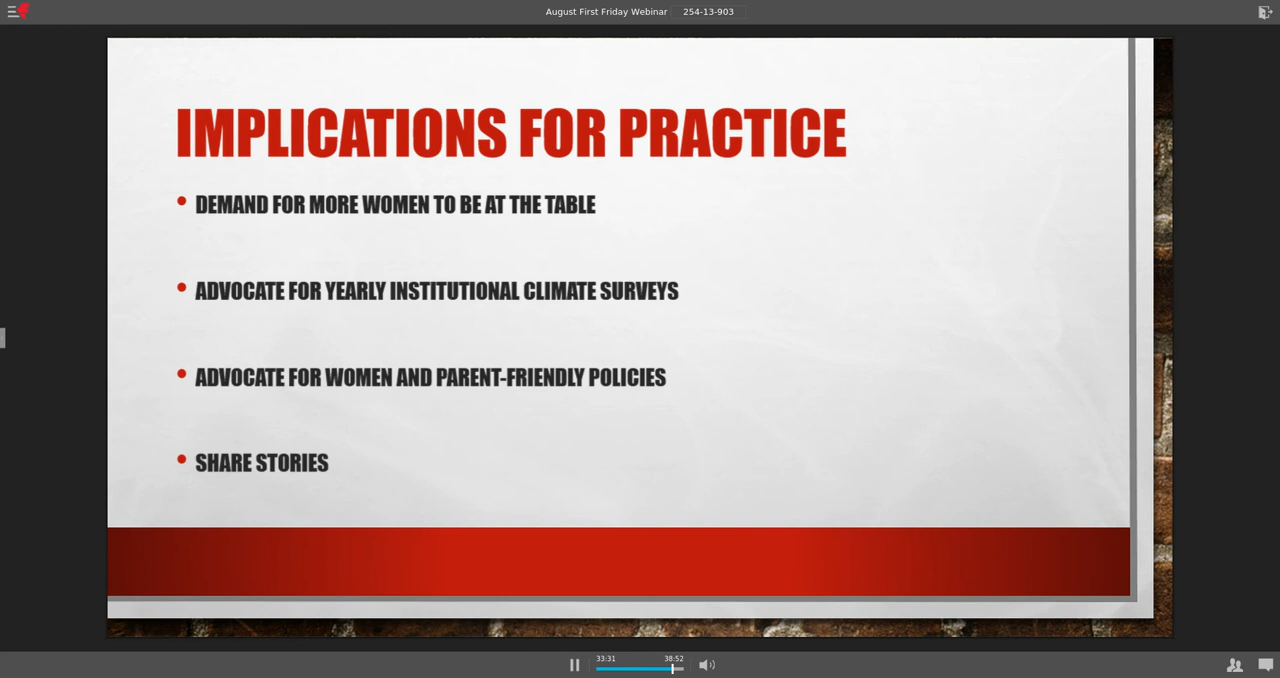 August First Friday Webinar 254-13-903
IMPLICATIONS FOR PRACTICE
• DEMAND FOR MORE WOMEN TO BE AT THE TABLE
• ADVOCATE FOR YEARLY INSTITUTIONAL CLIMATE SURVEYS
• ADVOCATE FOR WOMEN AND PARENT-FRIENDLY POLICIES
• SHARE STORIES
33:31 38:52